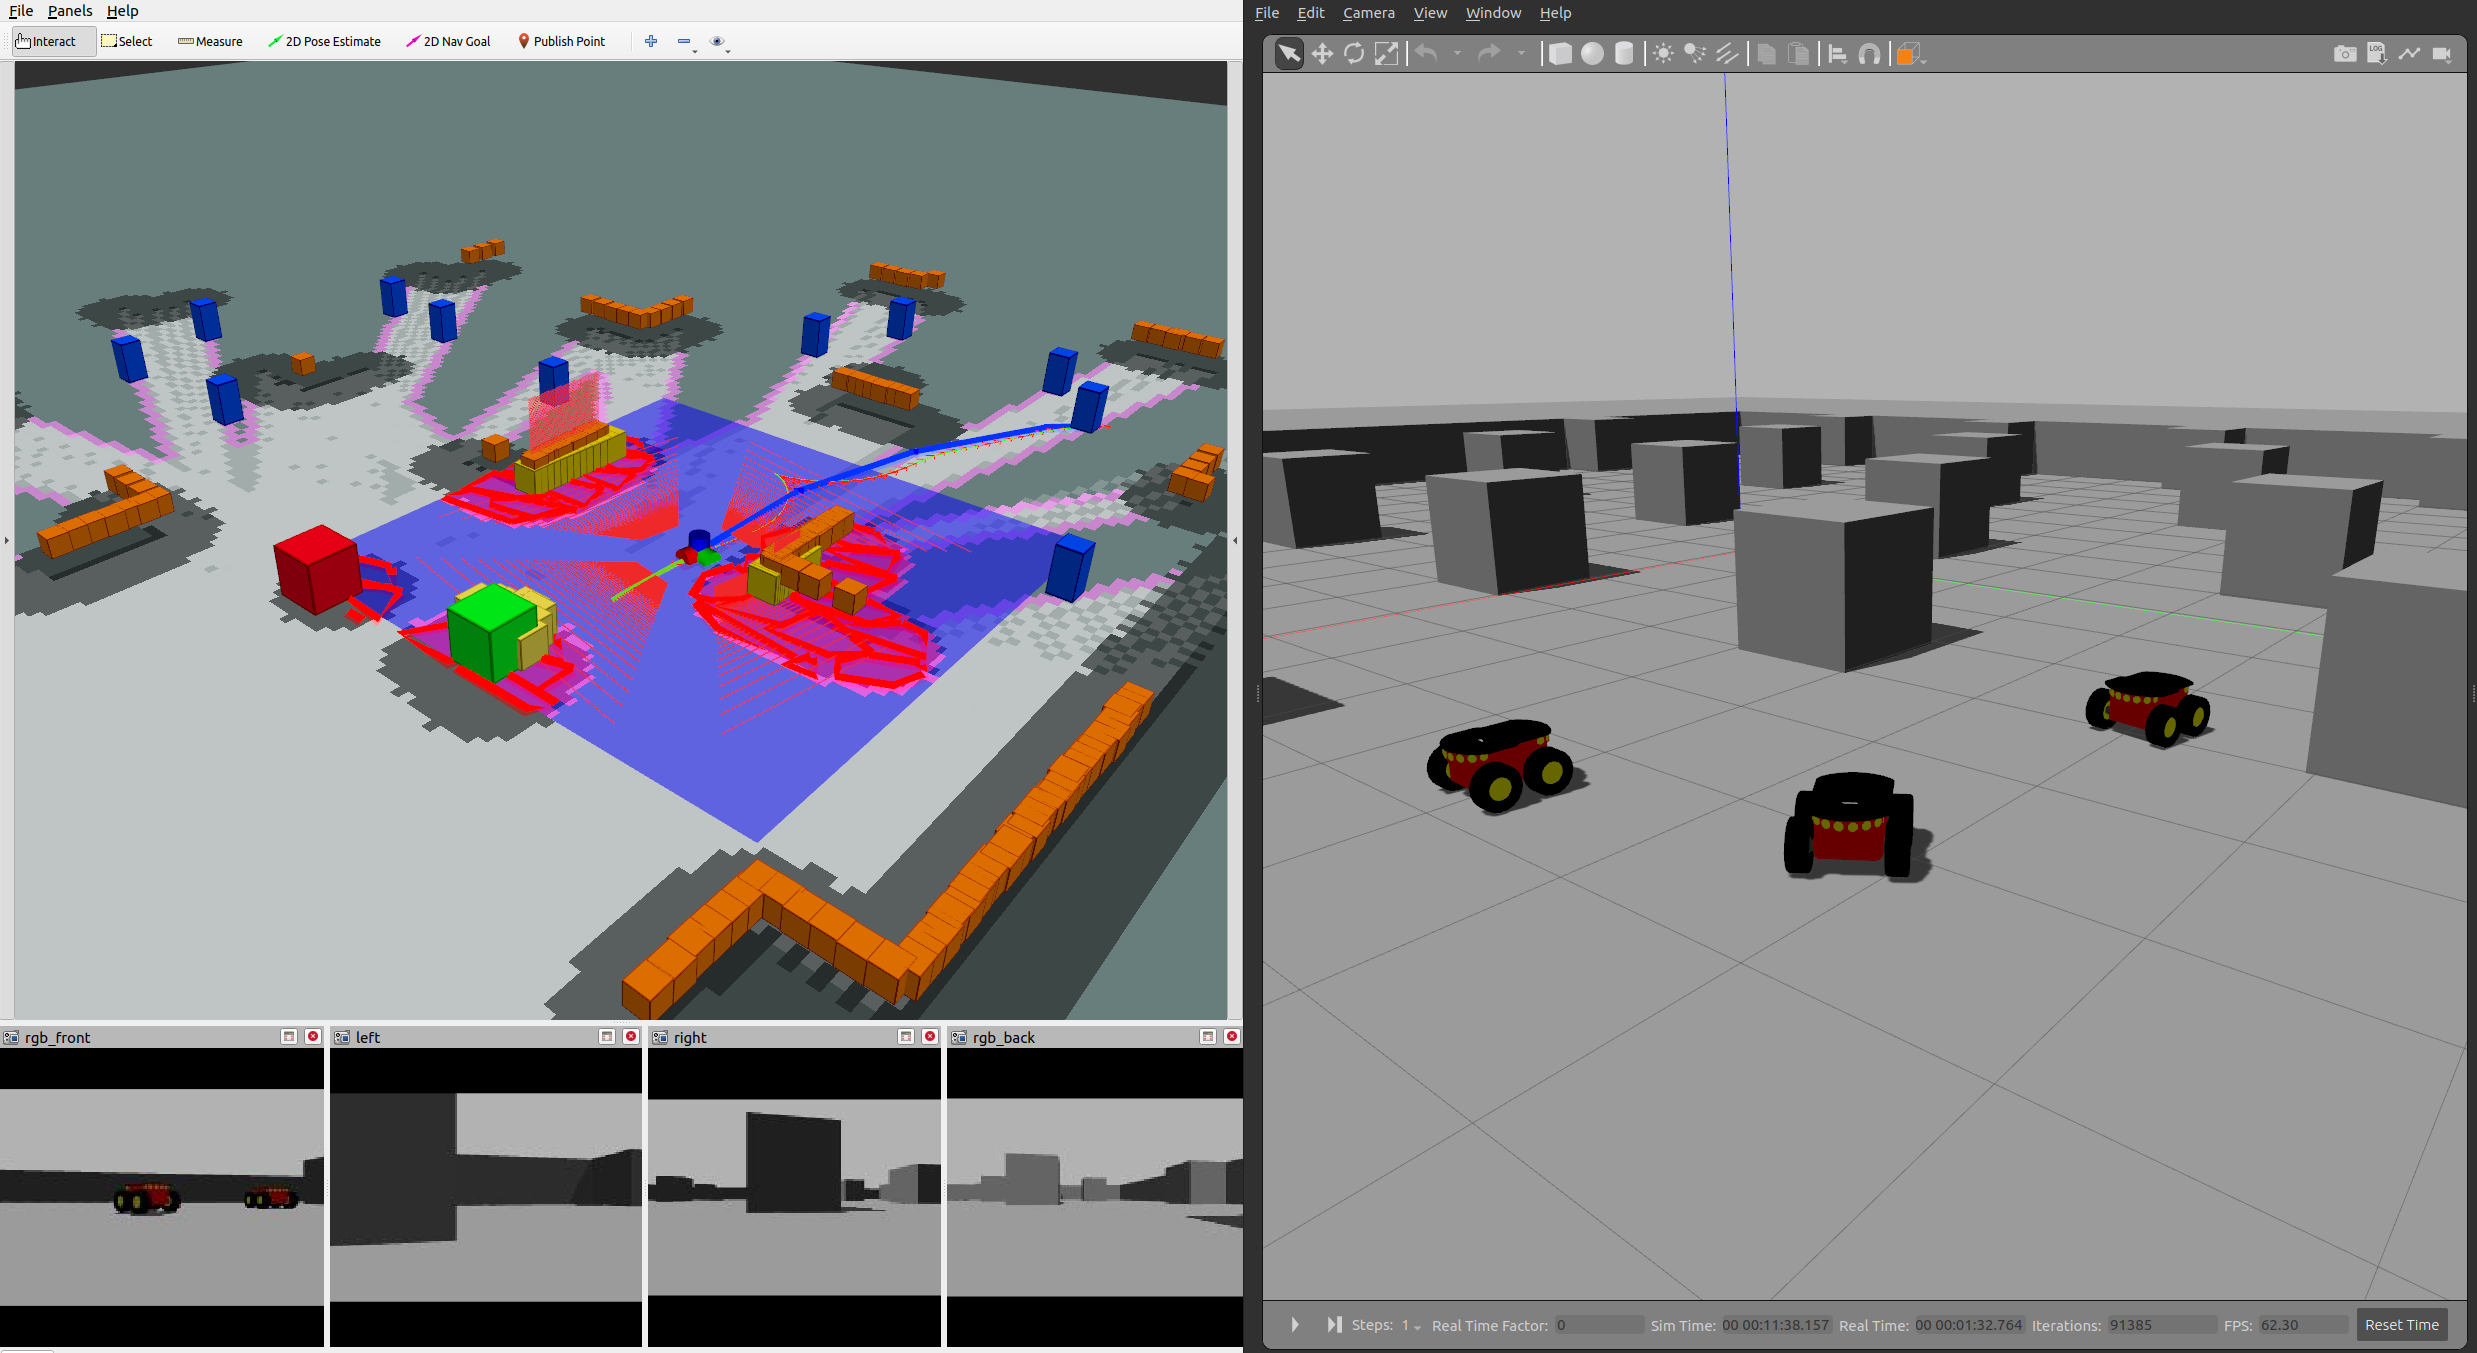 File Panels Help
Interact Select Measure 2D Pose Estimate 2D Nav Goal Publish Point
rgb_front
left
right
rgb_back
File Edit Camera View Window Help
LOG
Steps: 1 Real Time Factor: 0 Sim Time: 00 00:11:38.157 Real Time: 00 00:01:32.764 Iterations: 91385 FPS: 62.30 Reset Time